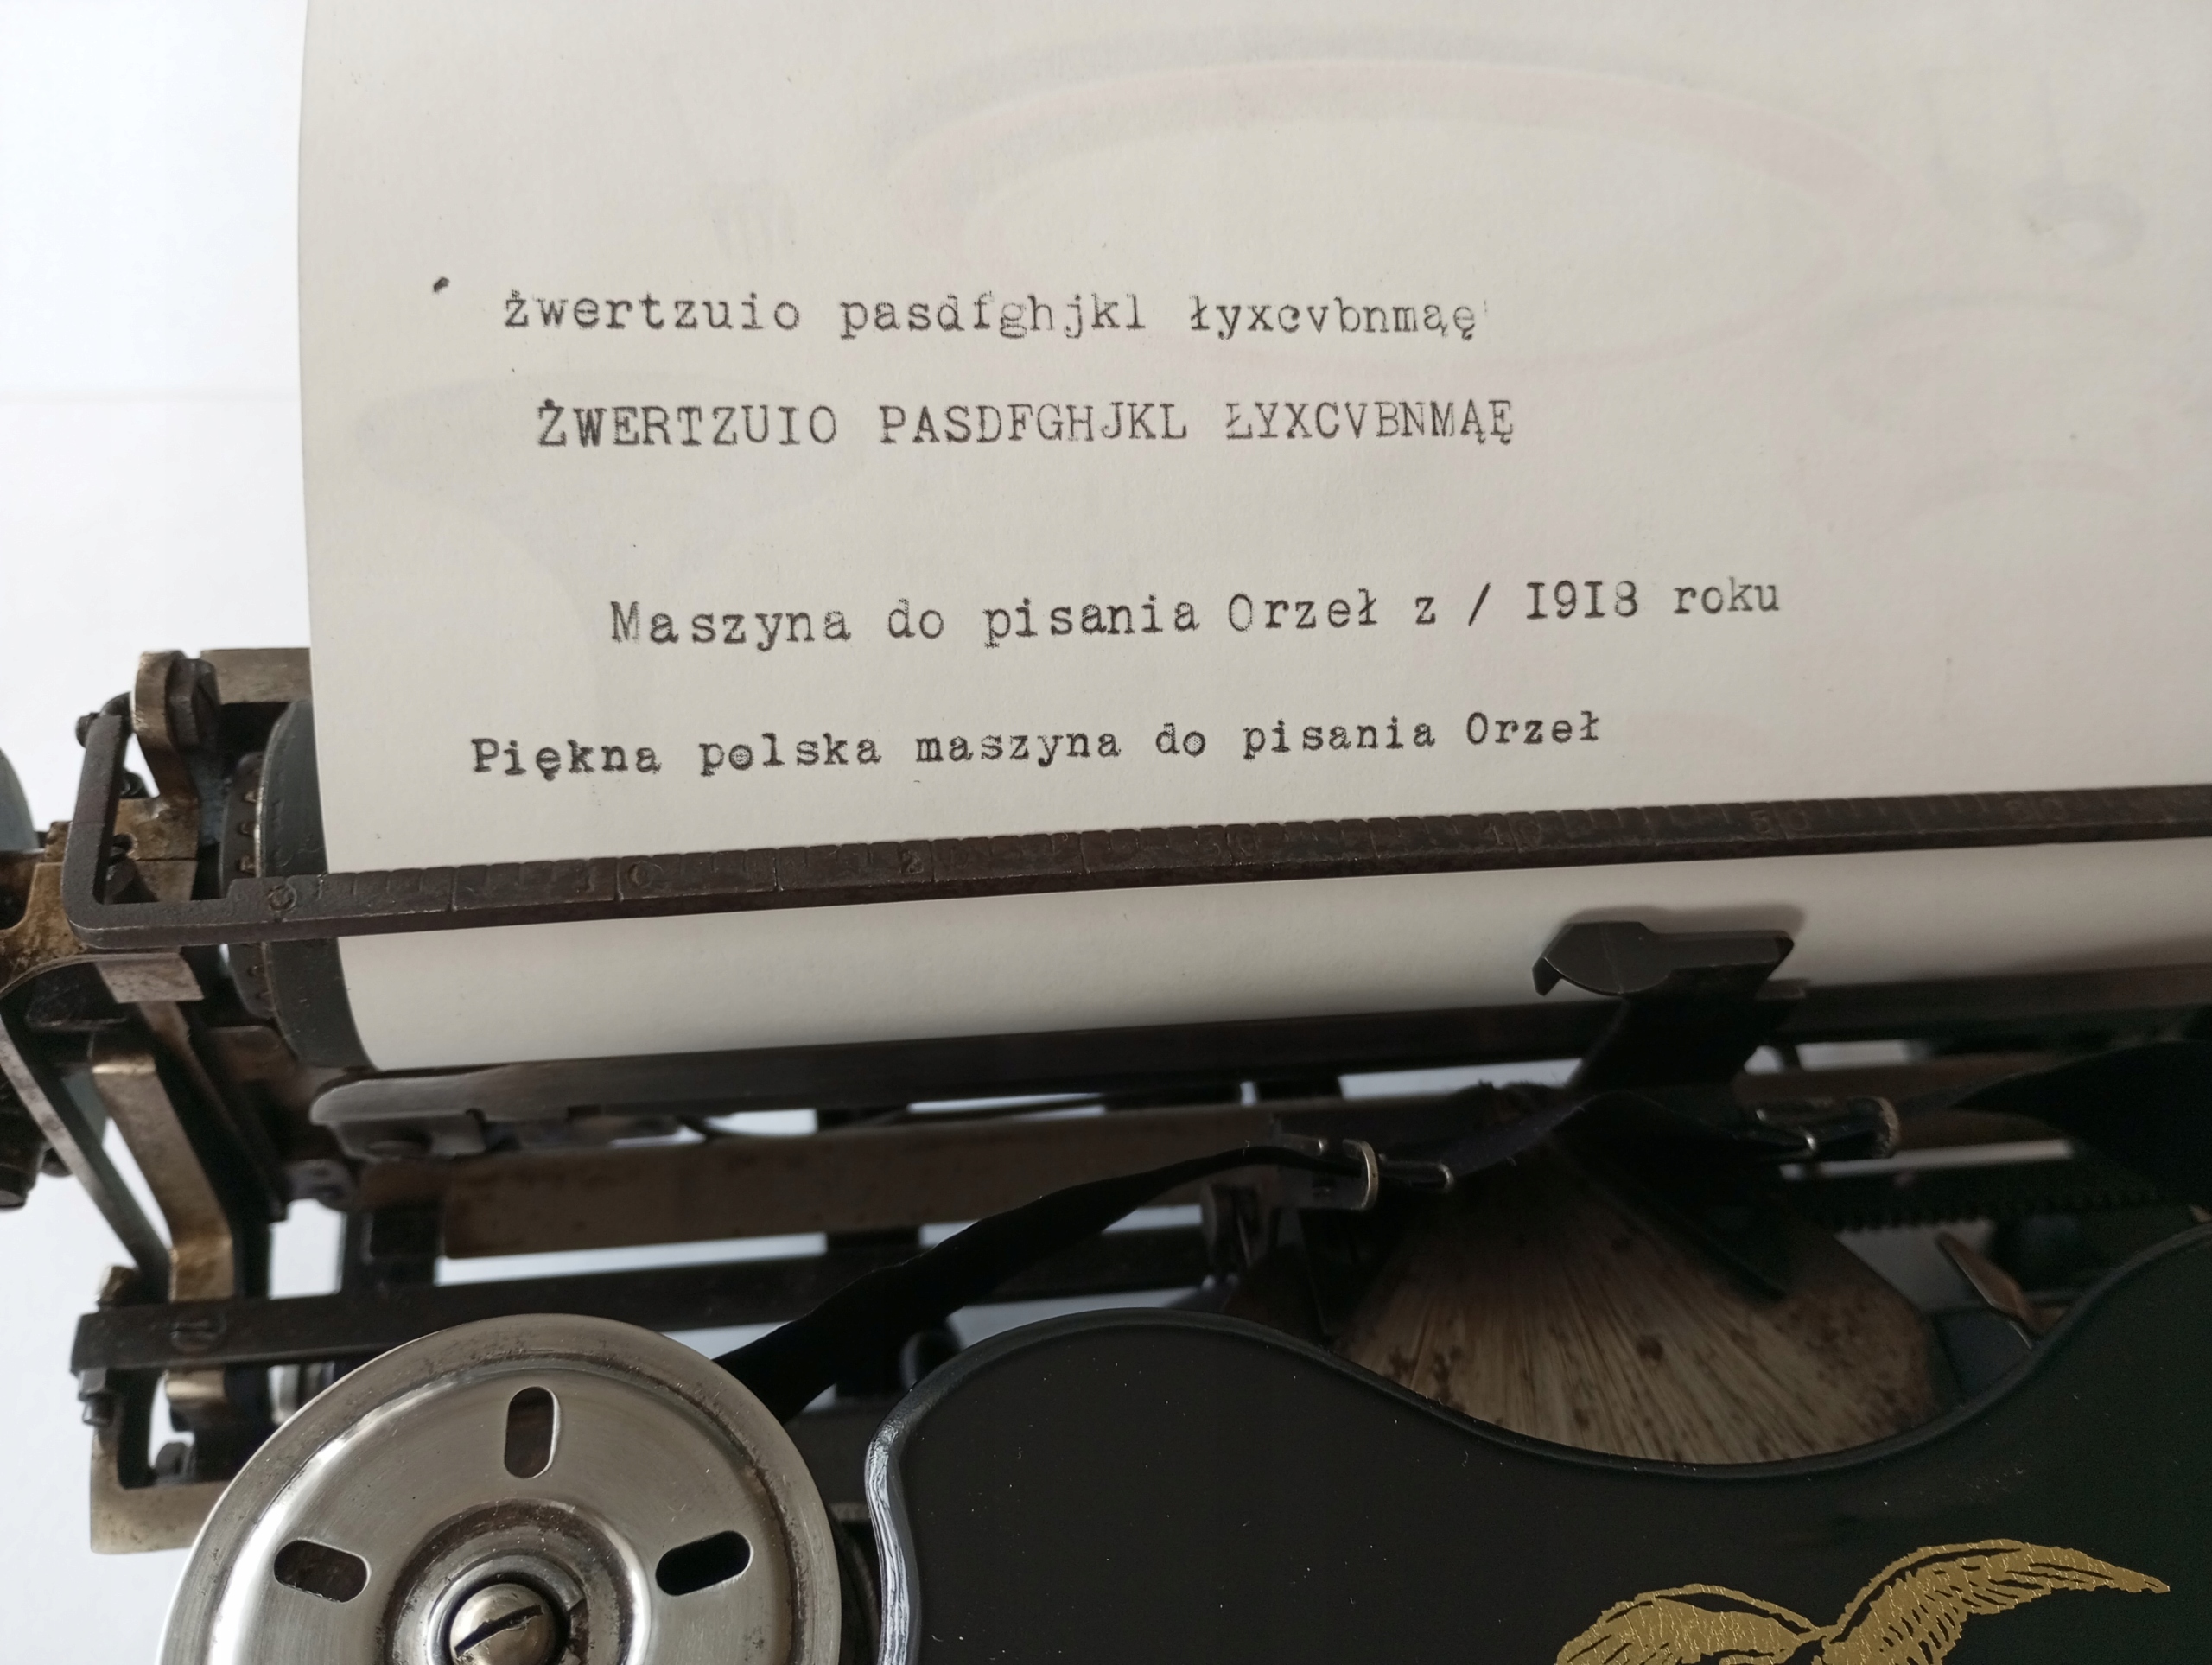 żwertzuio pasdfghjkl łyxcvbnmąę'
ŻWERTZUIO PASDFGHJKL ŁYXCVBNMĄĘ
Maszyna do pisania Orzeł z / I9I8 roku
Piękna polska maszyna do pisania Orzeł